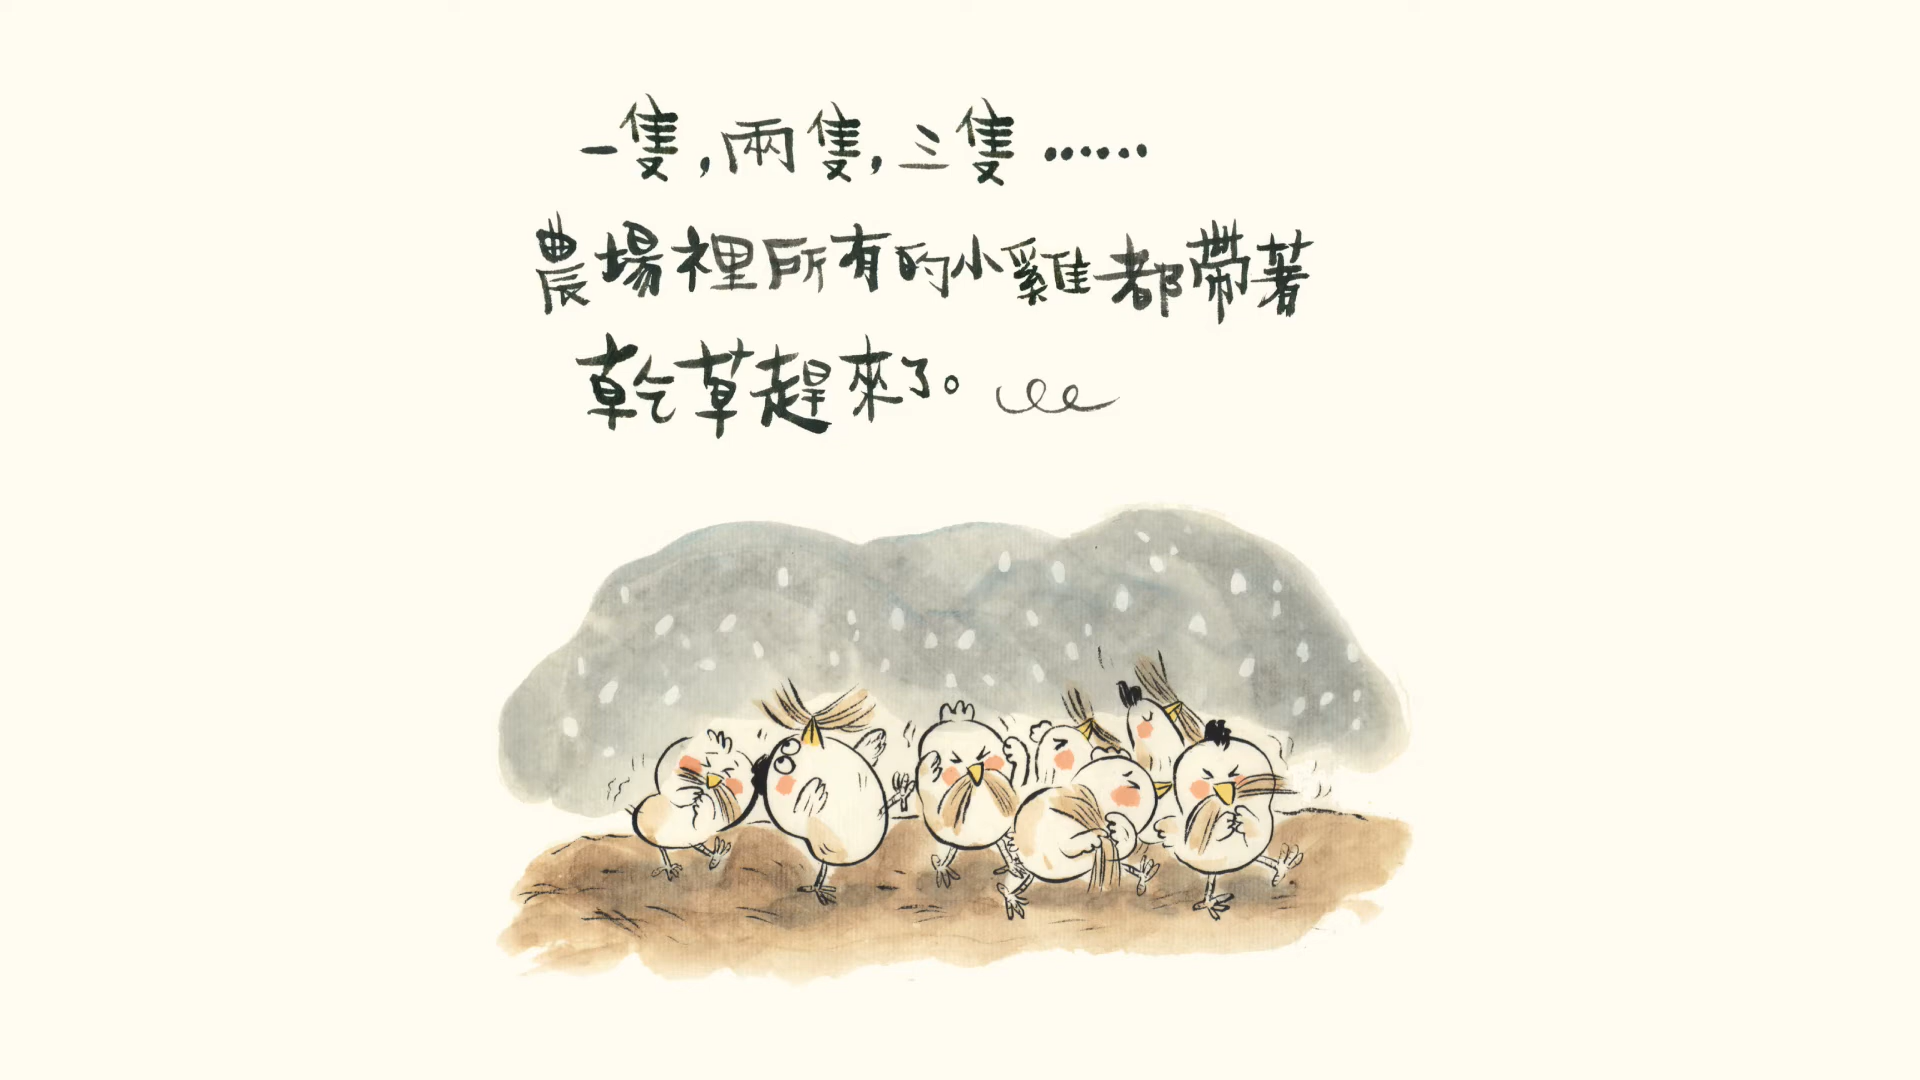 一隻,兩隻,三隻……
農場裡所有的小雞都帶著
乾草趕來了。